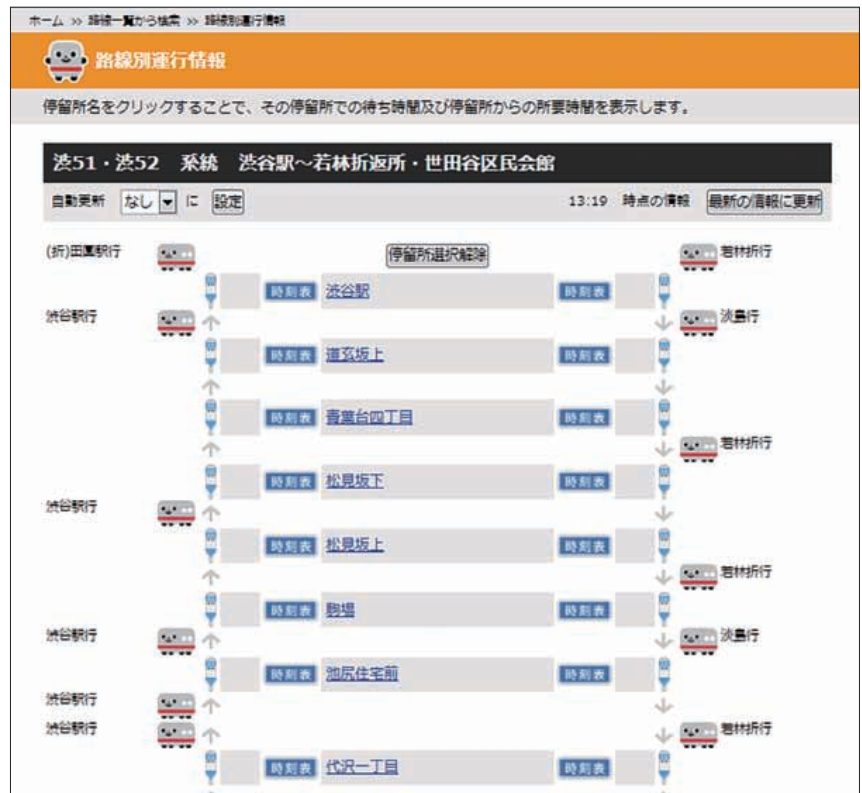 ホーム >> 路線一覧から検索 >> 路線別運行情報
路線別運行情報
停留所名をクリックすることで、その停留所での待ち時間及び停留所からの所要時間を表示します。
渋51・渋52 系統 渋谷駅～若林折返所・世田谷区民会館
自動更新 なし に 設定 13:19 時点の情報 最新の情報に更新
(折)田園駅行 停留所選択解除 若林折行
時刻表 渋谷駅 時刻表
渋谷駅行 淡島行
時刻表 道玄坂上 時刻表
時刻表 青葉台四丁目 時刻表
若林折行
時刻表 松見坂下 時刻表
渋谷駅行
時刻表 松見坂上 時刻表
若林折行
時刻表 駒場 時刻表
渋谷駅行 淡島行
時刻表 池尻住宅前 時刻表
渋谷駅行
渋谷駅行 若林折行
時刻表 代沢一丁目 時刻表